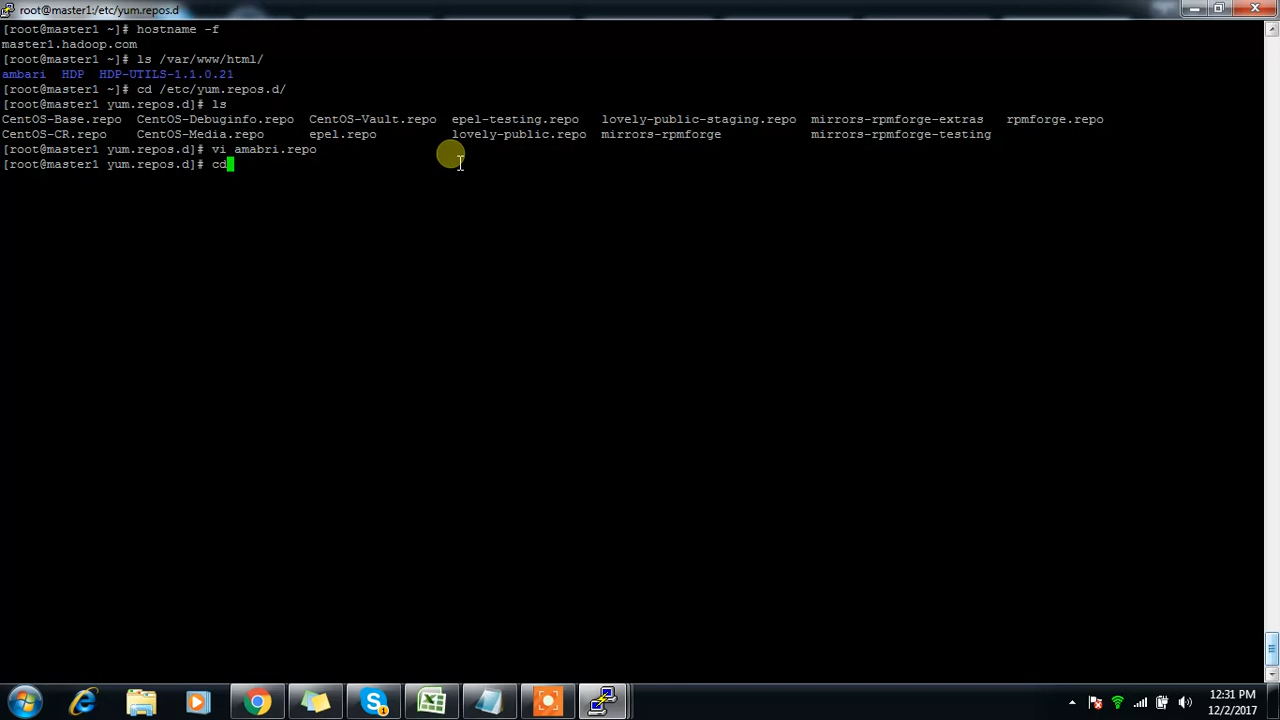 root@master1:/etc/yum.repos.d
[root@master1 ~]# hostname -f
master1.hadoop.com
[root@master1 ~]# ls /var/www/html/
ambari HDP HDP-UTILS-1.1.0.21
[root@master1 ~]# cd /etc/yum.repos.d/
[root@master1 yum.repos.d]# ls
CentOS-Base.repo CentOS-Debuginfo.repo CentOS-Vault.repo epel-testing.repo lovely-public-staging.repo mirrors-rpmforge-extras rpmforge.repo
CentOS-CR.repo CentOS-Media.repo epel.repo lovely-public.repo mirrors-rpmforge mirrors-rpmforge-testing
[root@master1 yum.repos.d]# vi amabri.repo
[root@master1 yum.repos.d]# cd
12:31 PM
12/2/2017